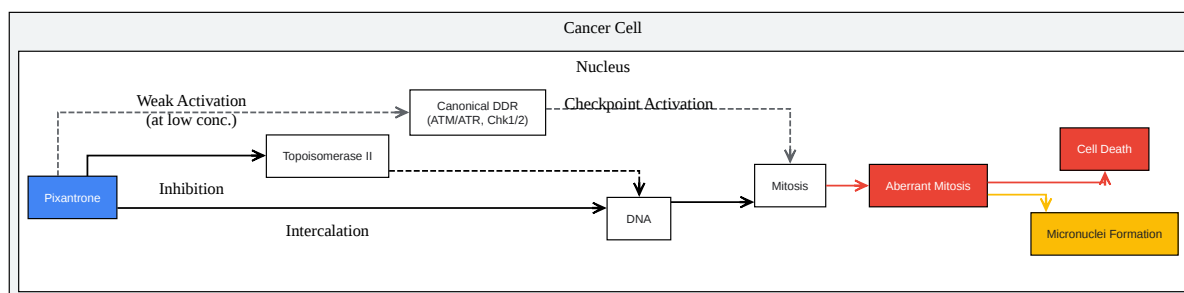 Cancer Cell
Nucleus
Weak Activation
(at low conc.)
Canonical DDR
(ATM/ATR, Chk1/2)
Checkpoint Activation
Topoisomerase II
Cell Death
Pixantrone
Inhibition
Mitosis
Aberrant Mitosis
DNA
Intercalation
Micronuclei Formation